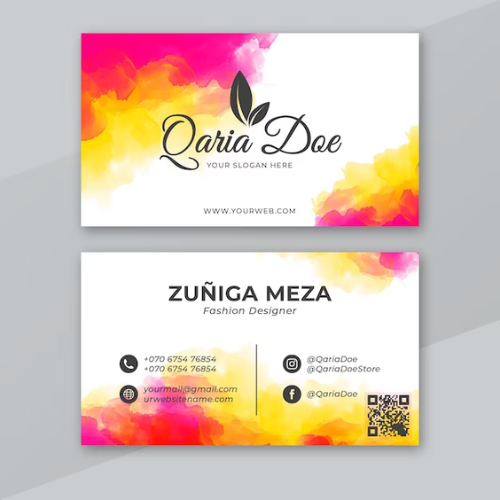 Qaria Doe
YOUR SLOGAN HERE
WWW.YOURWEB.COM
ZUÑIGA MEZA
Fashion Designer
+070 6754 76854
+070 6754 76854
yourmail@gmail.com
urwebsitename.com
@QariaDoe
@QariaDoeStore
@QariaDoe